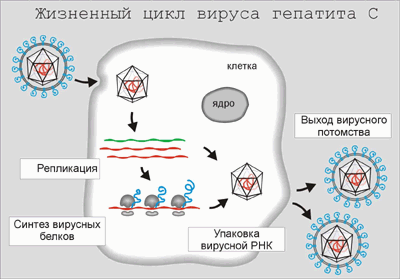 Жизненный цикл вируса гепатита С
клетка
ядро
Выход вирусного
потомства
Репликация
Синтез вирусных
белков
Упаковка
вирусной РНК